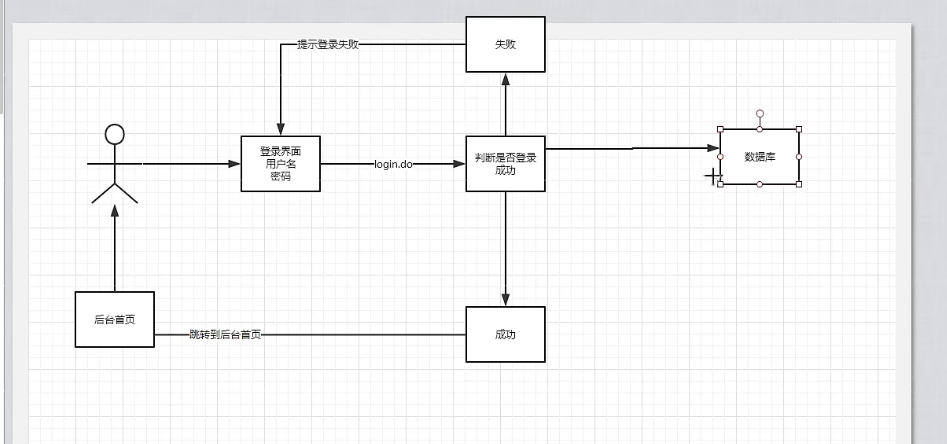 提示登录失败
失败
登录界面
用户名
密码
login.do
判断是否登录
成功
数据库
后台首页
跳转到后台首页
成功